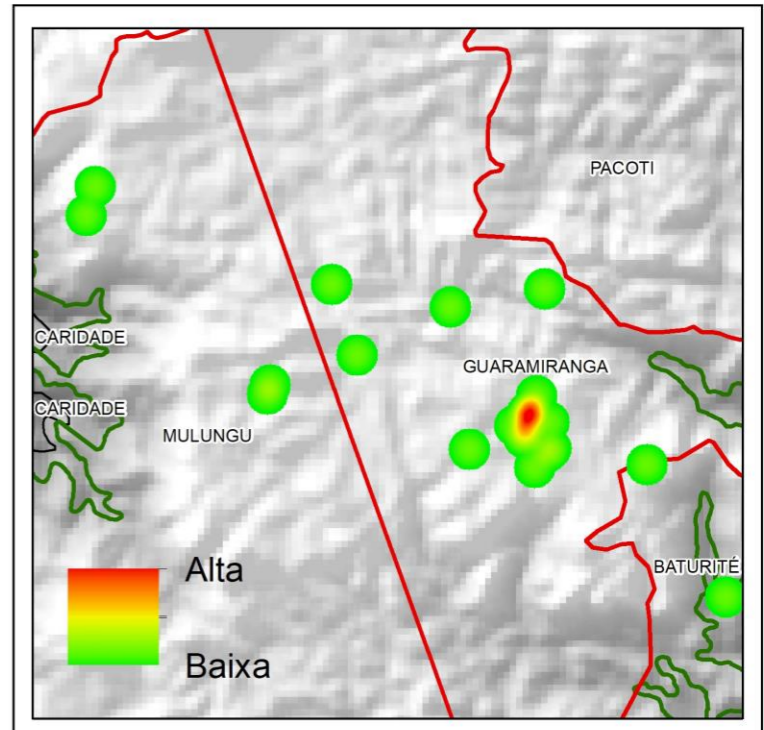 PACOTI
CARIDADE
GUARAMIRANGA
CARIDADE
MULUNGU
BATURITÉ
Alta
Baixa